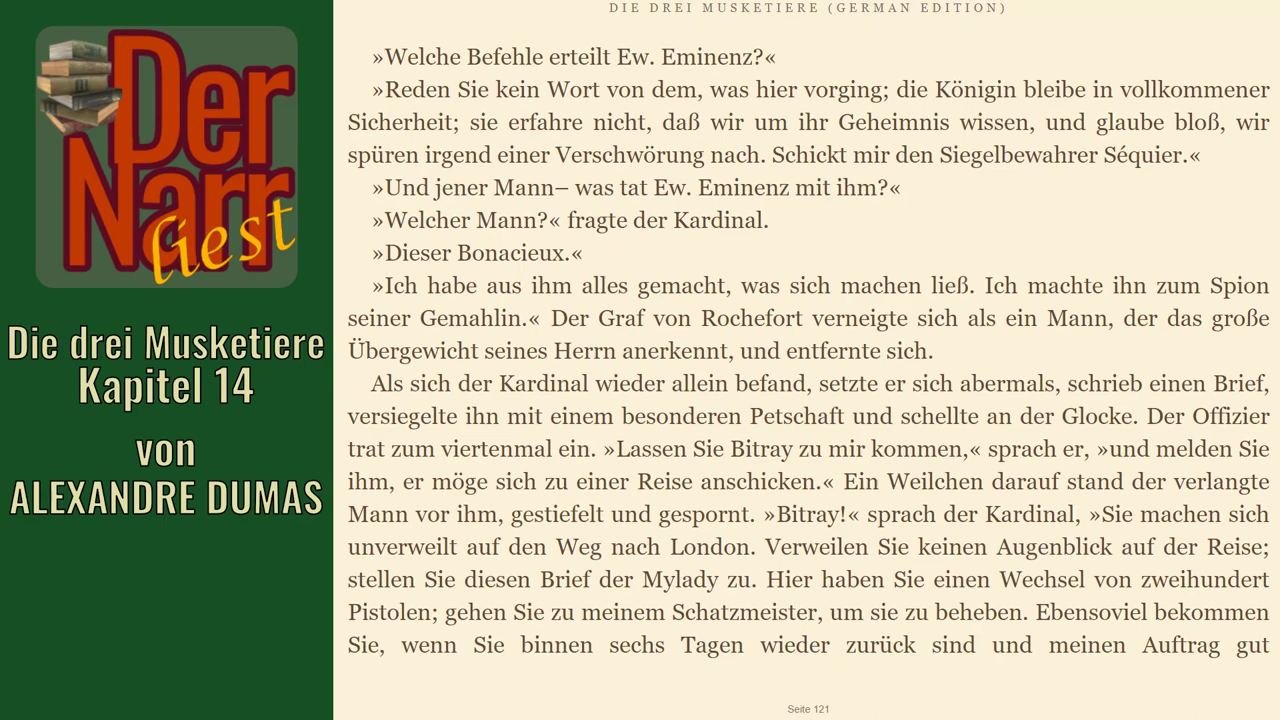 Der
Narr
liest
Die drei Musketiere
Kapitel 14
von
ALEXANDRE DUMAS
DIE DREI MUSKETIERE (GERMAN EDITION)
»Welche Befehle erteilt Ew. Eminenz?«
»Reden Sie kein Wort von dem, was hier vorging; die Königin bleibe in vollkommener
Sicherheit; sie erfahre nicht, daß wir um ihr Geheimnis wissen, und glaube bloß, wir
spüren irgend einer Verschwörung nach. Schickt mir den Siegelbewahrer Séquier.«
»Und jener Mann– was tat Ew. Eminenz mit ihm?«
»Welcher Mann?« fragte der Kardinal.
»Dieser Bonacieux.«
»Ich habe aus ihm alles gemacht, was sich machen ließ. Ich machte ihn zum Spion
seiner Gemahlin.« Der Graf von Rochefort verneigte sich als ein Mann, der das große
Übergewicht seines Herrn anerkennt, und entfernte sich.
Als sich der Kardinal wieder allein befand, setzte er sich abermals, schrieb einen Brief,
versiegelte ihn mit einem besonderen Petschaft und schellte an der Glocke. Der Offizier
trat zum viertenmal ein. »Lassen Sie Bitray zu mir kommen,« sprach er, »und melden Sie
ihm, er möge sich zu einer Reise anschicken.« Ein Weilchen darauf stand der verlangte
Mann vor ihm, gestiefelt und gespornt. »Bitray!« sprach der Kardinal, »Sie machen sich
unverweilt auf den Weg nach London. Verweilen Sie keinen Augenblick auf der Reise;
stellen Sie diesen Brief der Mylady zu. Hier haben Sie einen Wechsel von zweihundert
Pistolen; gehen Sie zu meinem Schatzmeister, um sie zu beheben. Ebensoviel bekommen
Sie, wenn Sie binnen sechs Tagen wieder zurück sind und meinen Auftrag gut
Seite 121